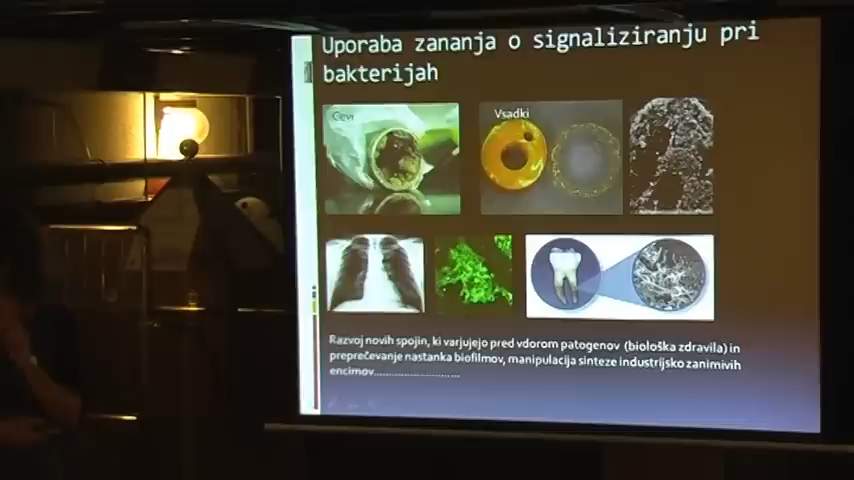 Uporaba zananja o signaliziranju pri
bakterijah
Cevi
Vsadki
Razvoj novih spojin, ki varjujejo pred vdorom patogenov (biološka zdravila) in
preprečevanje nastanka biofilmov, manipulacija sinteze industrijsko zanimivih
encimov..........................